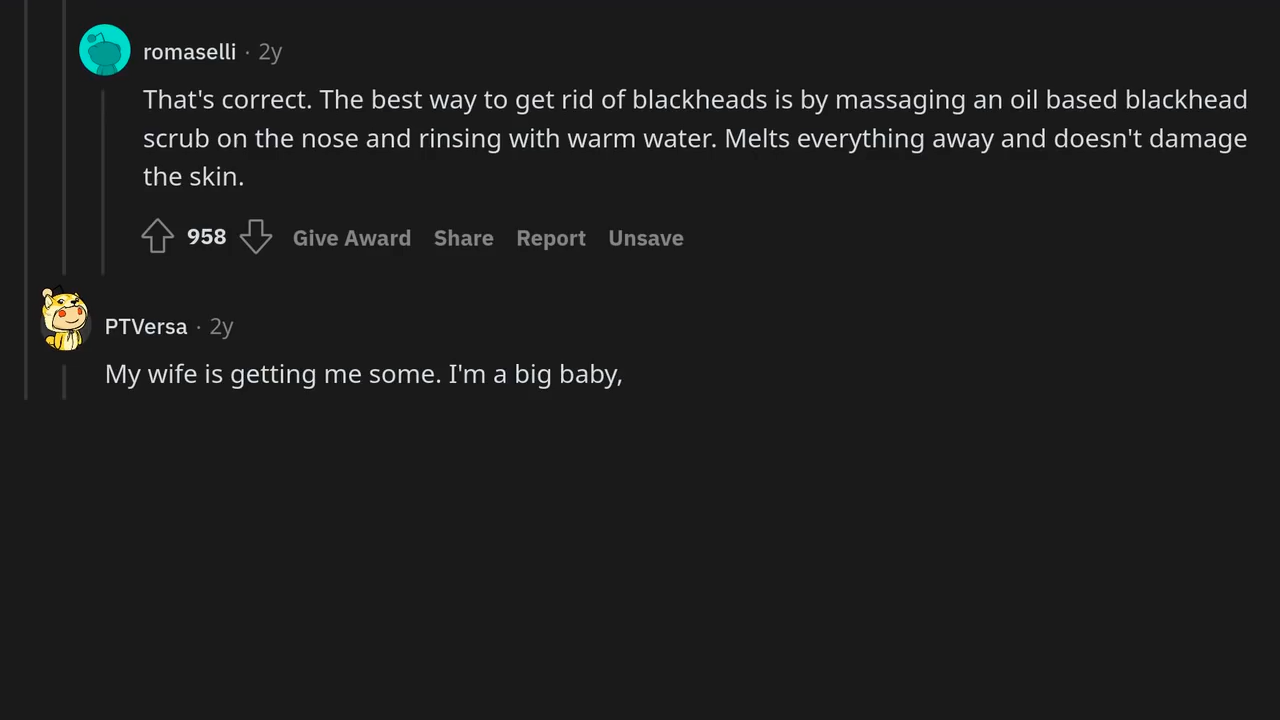 romaselli · 2y
That's correct. The best way to get rid of blackheads is by massaging an oil based blackhead
scrub on the nose and rinsing with warm water. Melts everything away and doesn't damage
the skin.
958 Give Award Share Report Unsave
PTVersa · 2y
My wife is getting me some. I'm a big baby,